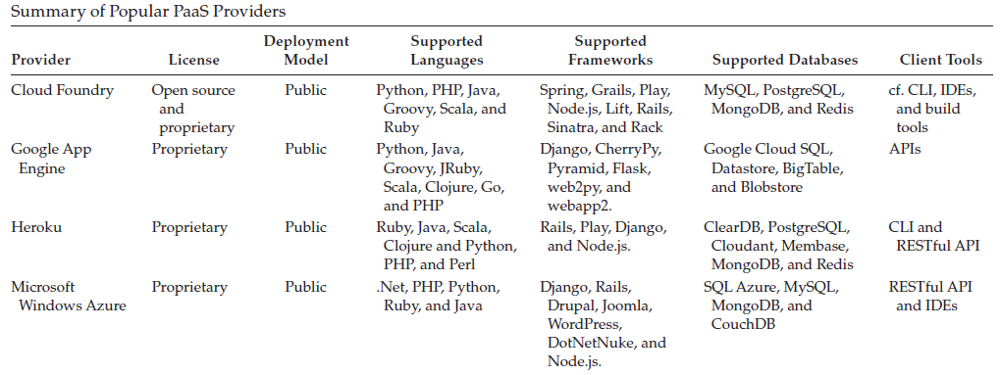 Summary of Popular PaaS Providers
Provider License Deployment Model Supported Languages Supported Frameworks Supported Databases Client Tools
Cloud Foundry Open source Public Python, PHP, Java, Spring, Grails, Play, MySQL, PostgreSQL, cf. CLI, IDEs,
and Groovy, Scala, and Node.js, Lift, Rails, MongoDB, and Redis and build
proprietary Ruby Sinatra, and Rack tools
Google App Proprietary Public Python, Java, Django, CherryPy, Google Cloud SQL, APIs
Engine Groovy, JRuby, Pyramid, Flask, Datastore, BigTable,
Scala, Clojure, Go, web2py, and and Blobstore
and PHP webapp2.
Heroku Proprietary Public Ruby, Java, Scala, Rails, Play, Django, ClearDB, PostgreSQL, CLI and
Clojure and Python, and Node.js. Cloudant, Membase, RESTful API
PHP, and Perl MongoDB, and Redis
Microsoft Proprietary Public .Net, PHP, Python, Django, Rails, SQL Azure, MySQL, RESTful API
Windows Azure Ruby, and Java Drupal, Joomla, MongoDB, and and IDEs
WordPress, CouchDB
DotNetNuke, and
Node.js.